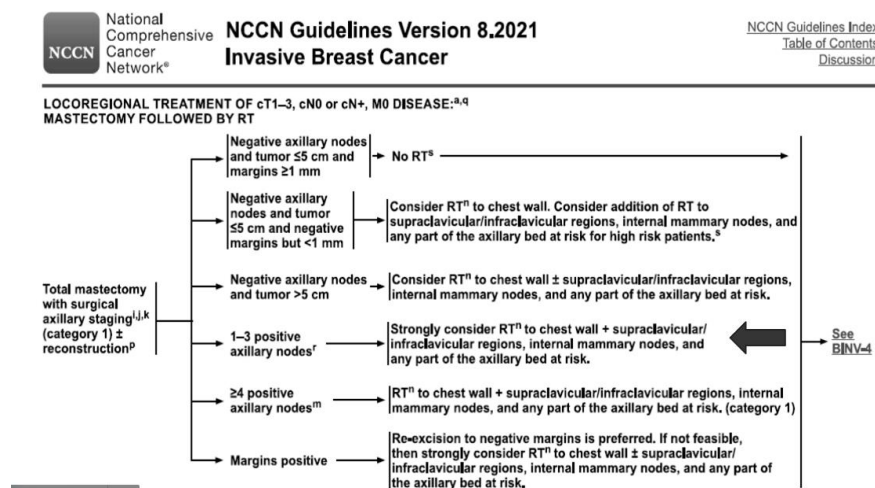 NCCN
National
Comprehensive
Cancer
Network®
NCCN Guidelines Version 8.2021
Invasive Breast Cancer
NCCN Guidelines Index
Table of Contents
Discussion
LOCOREGIONAL TREATMENT OF cT1–3, cN0 or cN+, M0 DISEASE:a,q
MASTECTOMY FOLLOWED BY RT
Total mastectomy
with surgical
axillary stagingi,j,k
(category 1) ±
reconstructionp
Negative axillary nodes
and tumor ≤5 cm and
margins ≥1 mm
No RTs
Negative axillary
nodes and tumor
≤5 cm and negative
margins but <1 mm
Consider RTn to chest wall. Consider addition of RT to
supraclavicular/infraclavicular regions, internal mammary nodes, and
any part of the axillary bed at risk for high risk patients.s
Negative axillary nodes
and tumor >5 cm
Consider RTn to chest wall ± supraclavicular/infraclavicular regions,
internal mammary nodes, and any part of the axillary bed at risk.
1–3 positive
axillary nodesr
Strongly consider RTn to chest wall + supraclavicular/
infraclavicular regions, internal mammary nodes, and
any part of the axillary bed at risk.
≥4 positive
axillary nodesm
RTn to chest wall + supraclavicular/infraclavicular regions, internal
mammary nodes, and any part of the axillary bed at risk. (category 1)
Margins positive
Re-excision to negative margins is preferred. If not feasible,
then strongly consider RTn to chest wall ± supraclavicular/
infraclavicular regions, internal mammary nodes, and any part of
the axillary bed at risk.
See
BINV-4